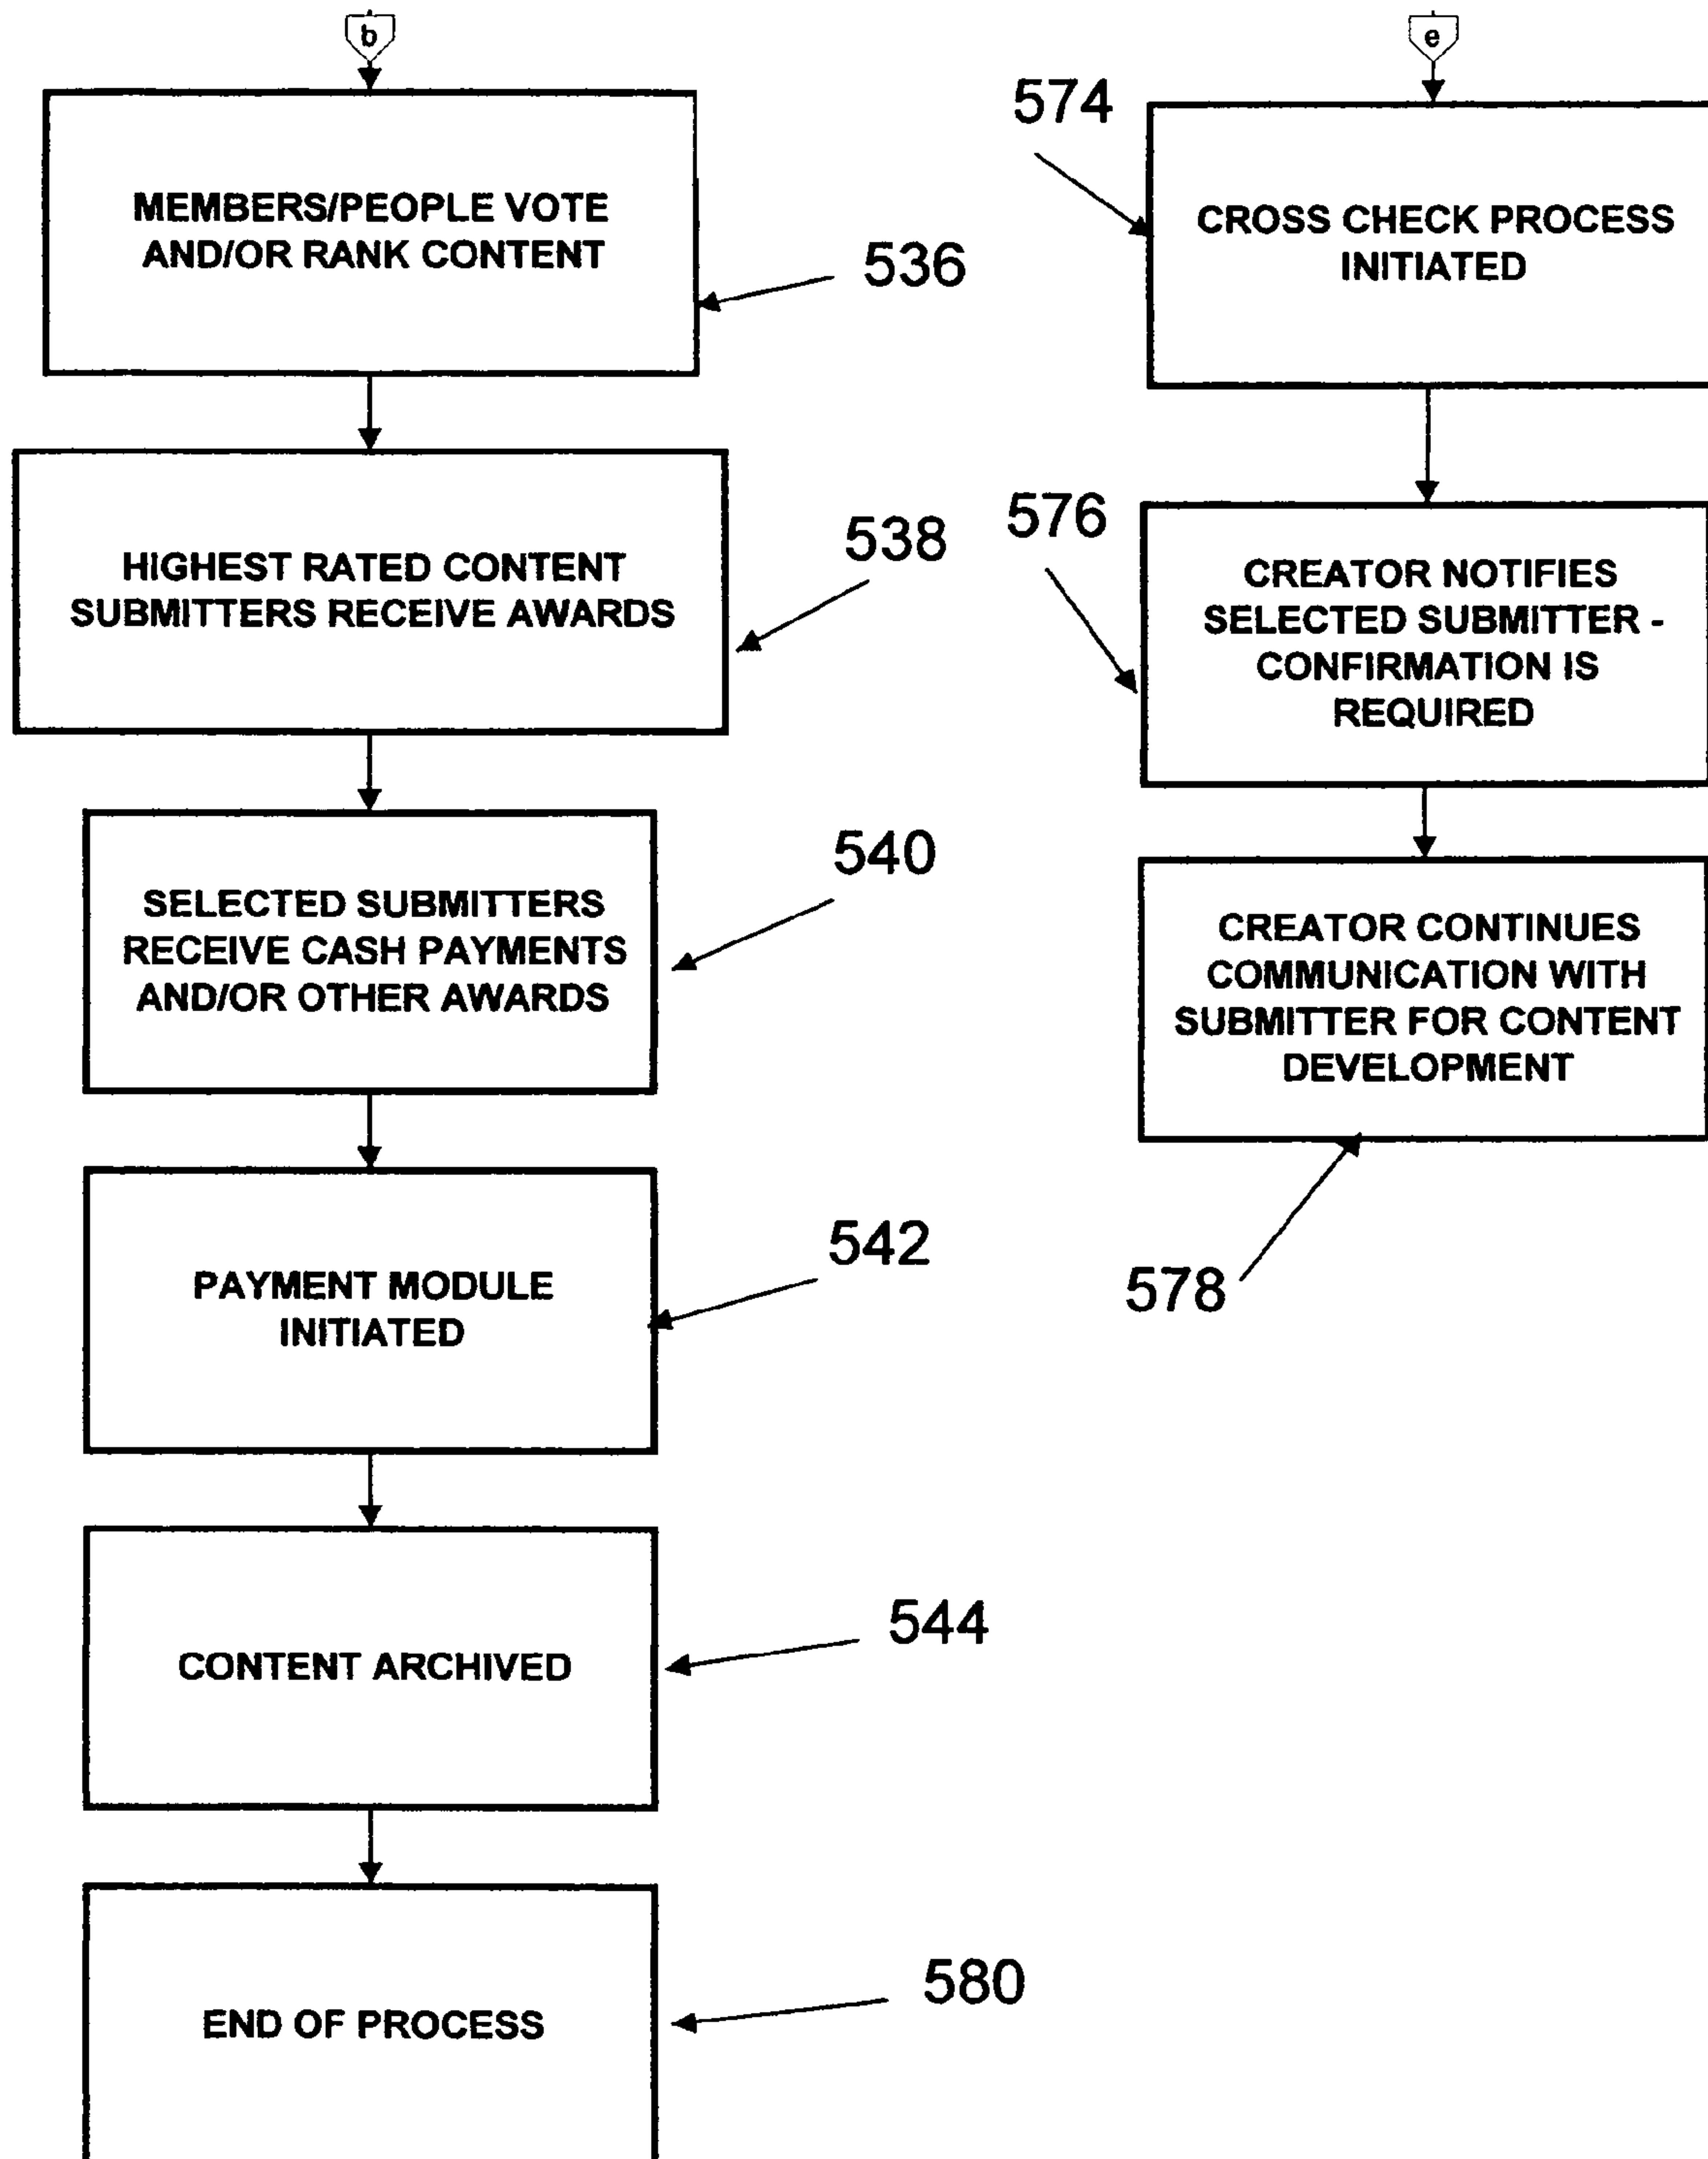 b
MEMBERS/PEOPLE VOTE
AND/OR RANK CONTENT
536
HIGHEST RATED CONTENT
SUBMITTERS RECEIVE AWARDS
538
SELECTED SUBMITTERS
RECEIVE CASH PAYMENTS
AND/OR OTHER AWARDS
540
PAYMENT MODULE
INITIATED
542
CONTENT ARCHIVED
544
END OF PROCESS
580
e
574
CROSS CHECK PROCESS
INITIATED
576
CREATOR NOTIFIES
SELECTED SUBMITTER -
CONFIRMATION IS
REQUIRED
CREATOR CONTINUES
COMMUNICATION WITH
SUBMITTER FOR CONTENT
DEVELOPMENT
578